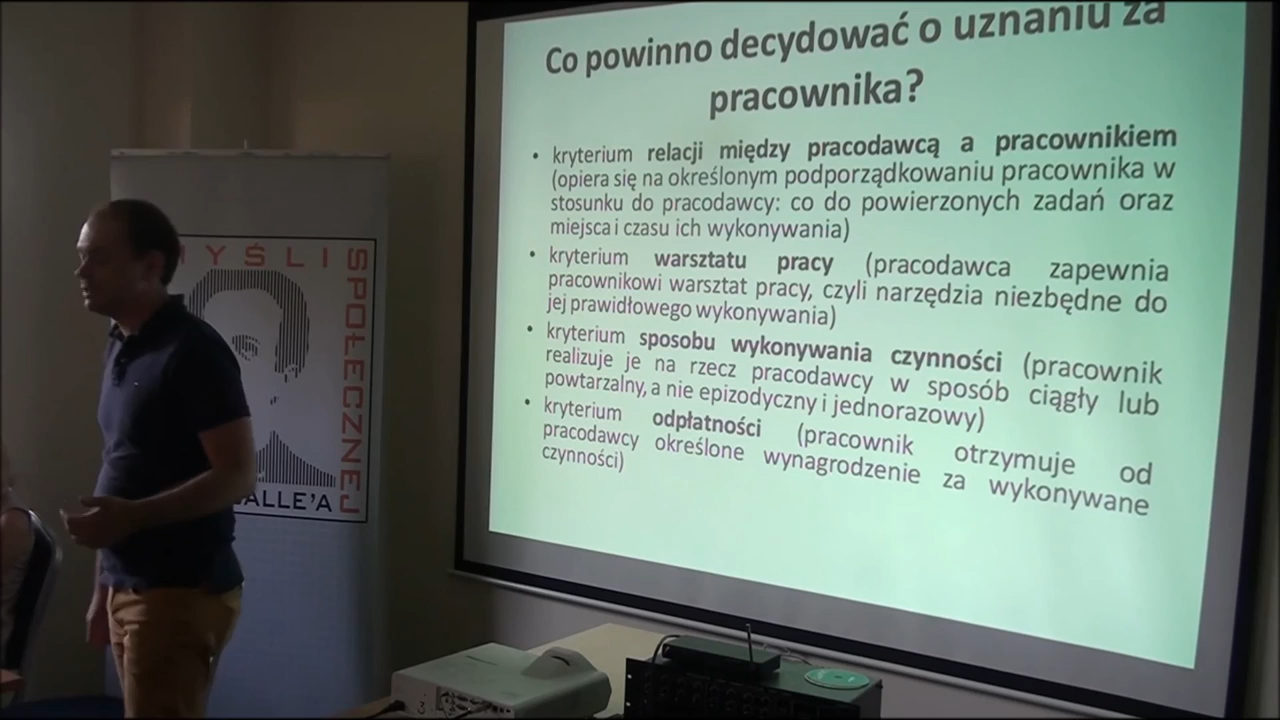 Co powinno decydować o uznaniu za
pracownika?
• kryterium relacji między pracodawcą a pracownikiem
(opiera się na określonym podporządkowaniu pracownika w
stosunku do pracodawcy: co do powierzonych zadań oraz
miejsca i czasu ich wykonywania)
• kryterium warsztatu pracy (pracodawca zapewnia
pracownikowi warsztat pracy, czyli narzędzia niezbędne do
jej prawidłowego wykonywania)
• kryterium sposobu wykonywania czynności (pracownik
realizuje je na rzecz pracodawcy w sposób ciągły lub
powtarzalny, a nie epizodyczny i jednorazowy)
• kryterium odpłatności (pracownik otrzymuje od
pracodawcy określone wynagrodzenie za wykonywane
czynności)
YŚLI
SPOŁECZNEJ
ALLE'A